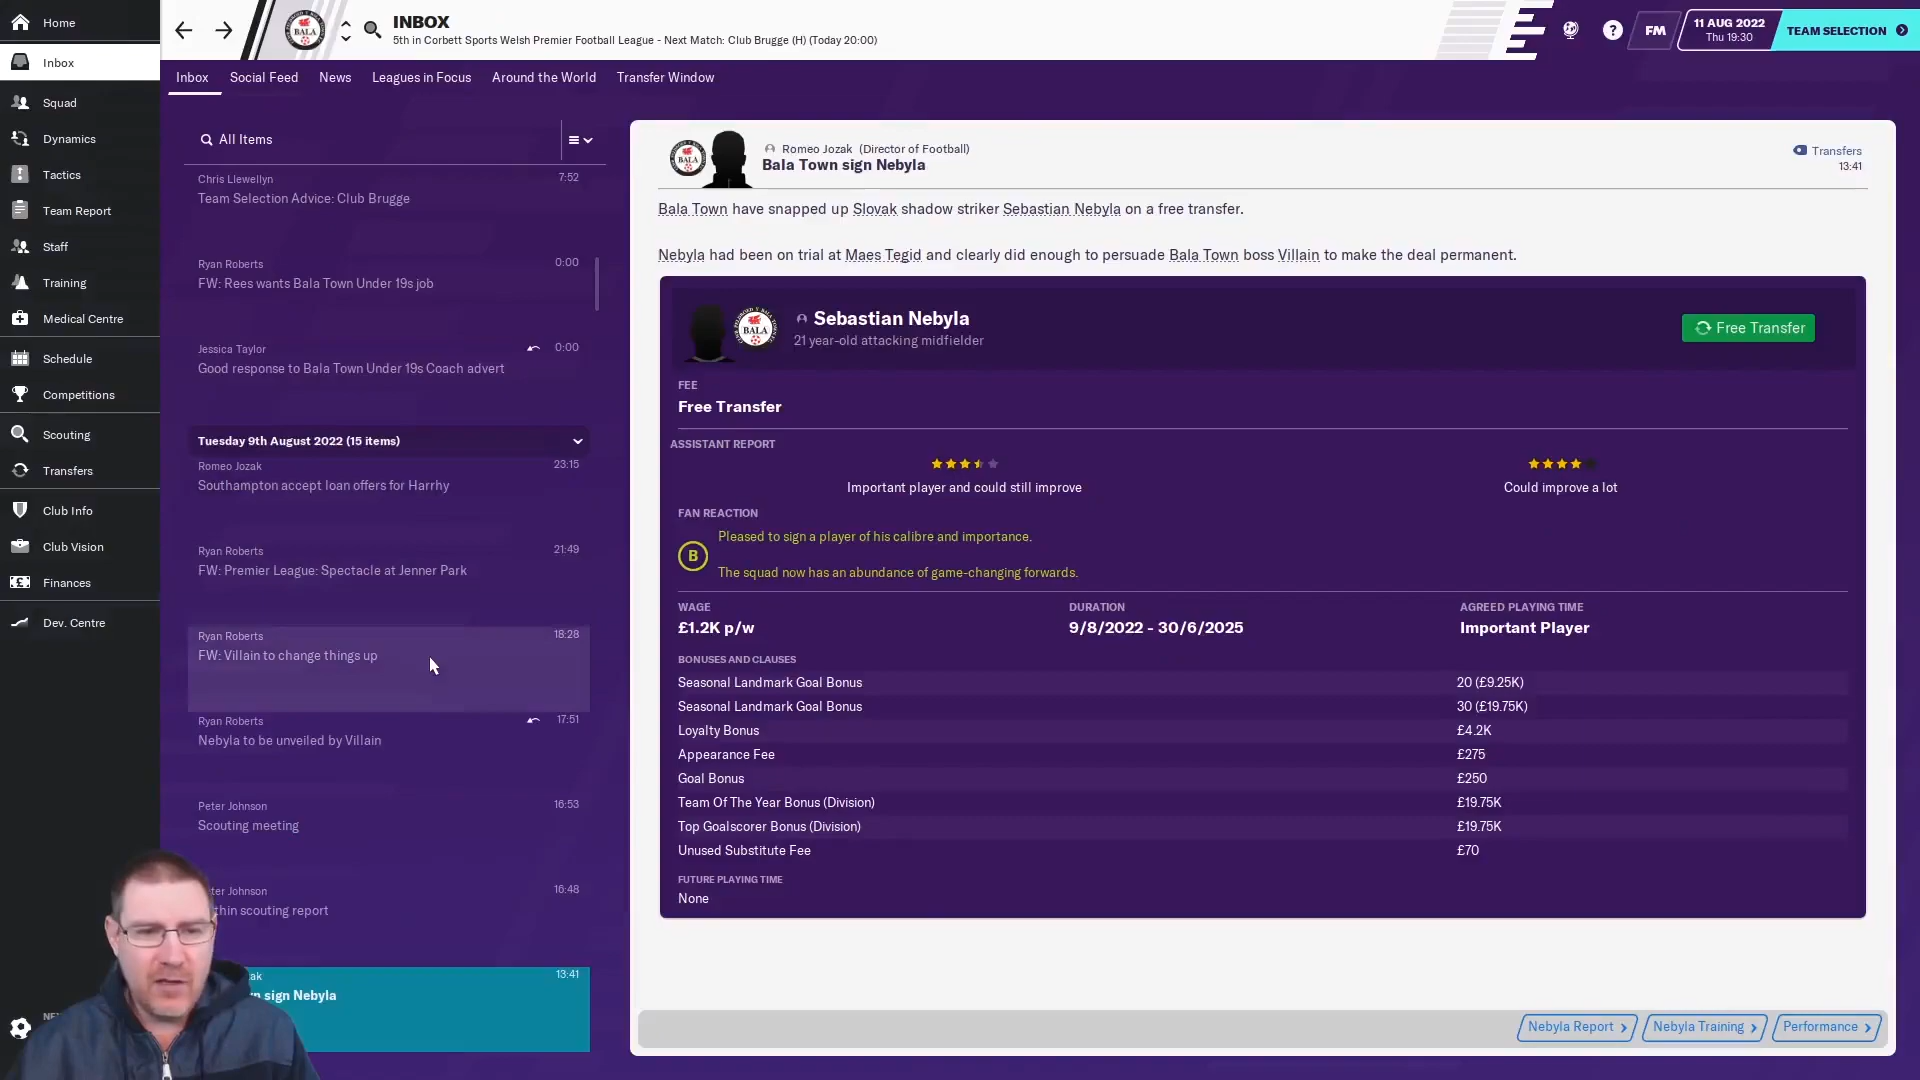 Home
Inbox
Squad
Dynamics
Tactics
Team Report
Staff
Training
Medical Centre
Schedule
Competitions
Scouting
Transfers
Club Info
Club Vision
Finances
Dev. Centre
BALA
INBOX
5th in Corbett Sports Welsh Premier Football League - Next Match: Club Brugge (H) (Today 20:00)
?
FM
11 AUG 2022
Thu 19:30
TEAM SELECTION
Inbox Social Feed News Leagues in Focus Around the World Transfer Window
All Items
Chris Llewellyn 7:52
Team Selection Advice: Club Brugge
Ryan Roberts 0:00
FW: Rees wants Bala Town Under 19s job
Jessica Taylor 0:00
Good response to Bala Town Under 19s Coach advert
Tuesday 9th August 2022 (15 items)
Romeo Jozak 23:15
Southampton accept loan offers for Harrhy
Ryan Roberts 21:49
FW: Premier League: Spectacle at Jenner Park
Ryan Roberts 18:28
FW: Villain to change things up
Ryan Roberts 17:51
Nebyla to be unveiled by Villain
Peter Johnson 16:53
Scouting meeting
ter Johnson 16:48
thin scouting report
zak 13:41
n sign Nebyla
BALA
Romeo Jozak (Director of Football)
Bala Town sign Nebyla
Transfers
13:41
Bala Town have snapped up Slovak shadow striker Sebastian Nebyla on a free transfer.
Nebyla had been on trial at Maes Tegid and clearly did enough to persuade Bala Town boss Villain to make the deal permanent.
BALA
Sebastian Nebyla
21 year-old attacking midfielder
Free Transfer
FEE
Free Transfer
ASSISTANT REPORT
Important player and could still improve
Could improve a lot
FAN REACTION
B
Pleased to sign a player of his calibre and importance.
The squad now has an abundance of game-changing forwards.
WAGE DURATION AGREED PLAYING TIME
£1.2K p/w 9/8/2022 - 30/6/2025 Important Player
BONUSES AND CLAUSES
Seasonal Landmark Goal Bonus 20 (£9.25K)
Seasonal Landmark Goal Bonus 30 (£19.75K)
Loyalty Bonus £4.2K
Appearance Fee £275
Goal Bonus £250
Team Of The Year Bonus (Division) £19.75K
Top Goalscorer Bonus (Division) £19.75K
Unused Substitute Fee £70
FUTURE PLAYING TIME
None
Nebyla Report Nebyla Training Performance